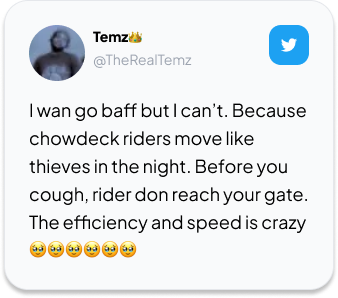 Temz👑
@TheRealTemz
I wan go baff but I can’t. Because
chowdeck riders move like
thieves in the night. Before you
cough, rider don reach your gate.
The efficiency and speed is crazy
🥹🥹🥹🥹🥹🥹